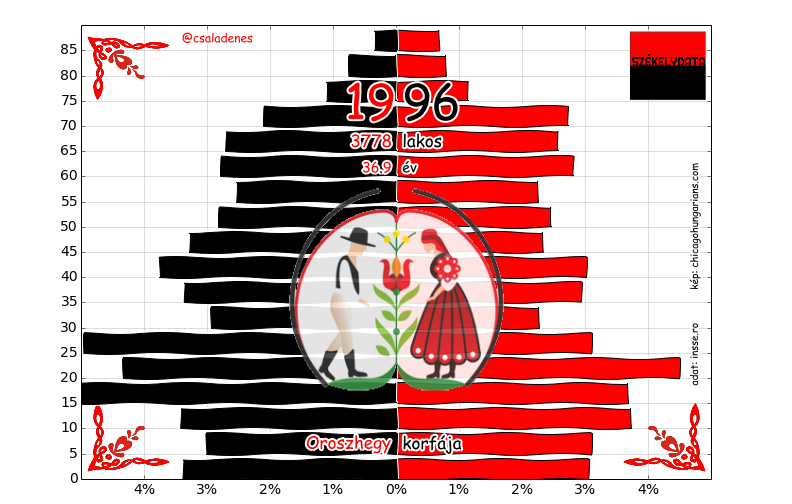 @csaladenes
SZÉKELYDATA
1996
3778 lakos
36.9 év
kép: chicagohungarians.com
adat: insse.ro
Oroszhegy korfája
85
80
75
70
65
60
55
50
45
40
35
30
25
20
15
10
5
0
4% 3% 2% 1% 0% 1% 2% 3% 4%